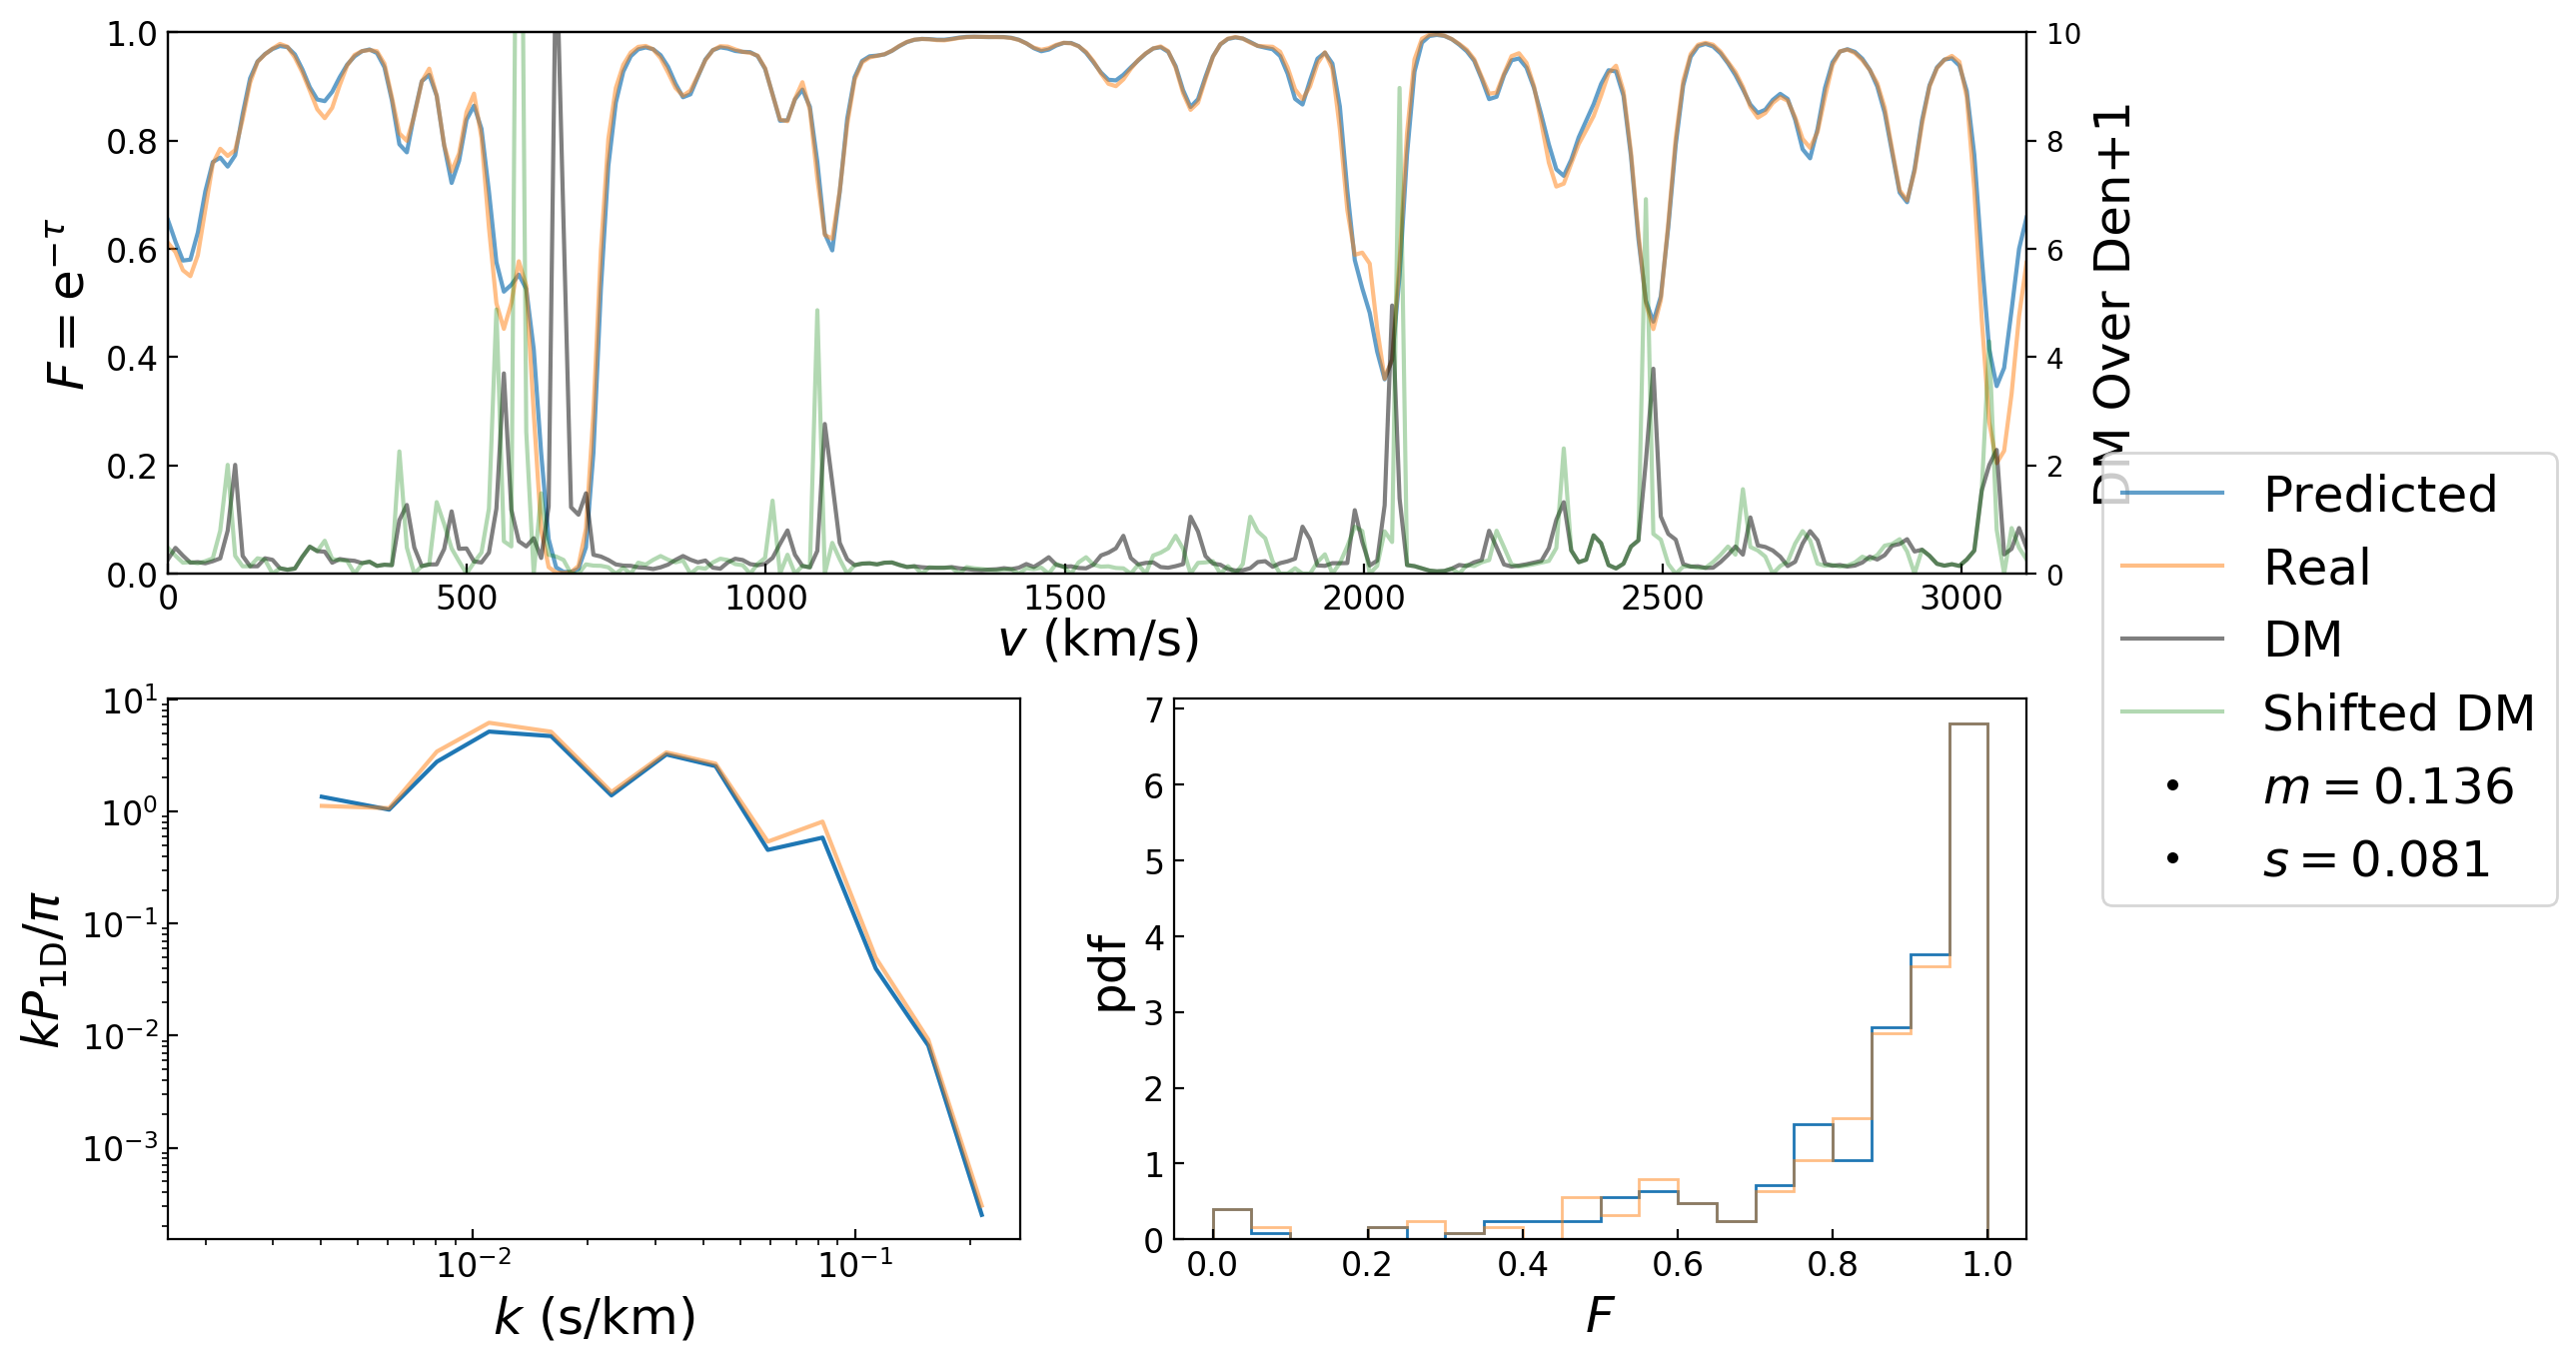 1.0
0.8
0.6
0.4
0.2
0.0
F = e^{−τ}
10
8
6
4
2
0
DM Over Den+1
0 500 1000 1500 2000 2500 3000
v (km/s)
Predicted
Real
DM
Shifted DM
m = 0.136
s = 0.081
10^1
10^0
10^{−1}
10^{−2}
10^{−3}
kP_{1D}/π
10^{−2} 10^{−1}
k (s/km)
7
6
5
4
3
2
1
0
pdf
0.0 0.2 0.4 0.6 0.8 1.0
F